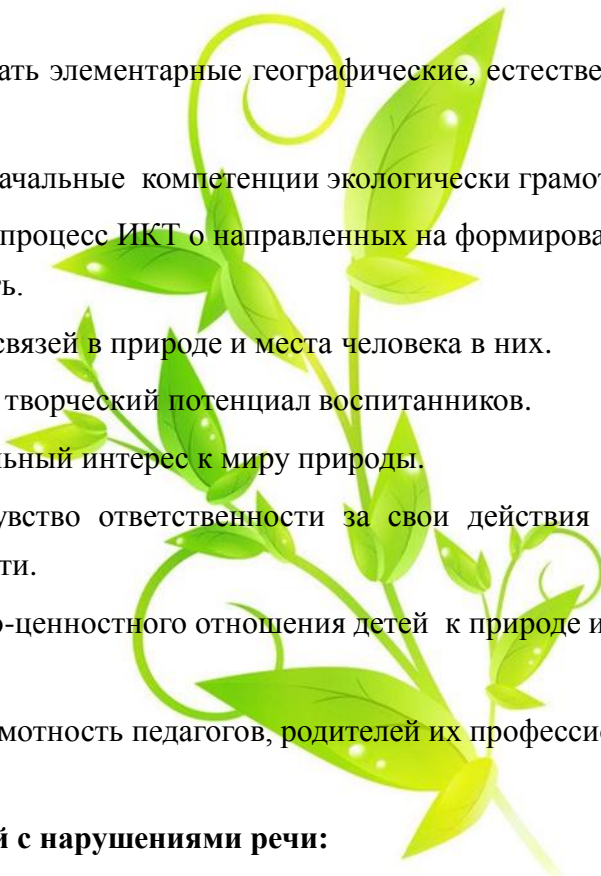 ать элементарные географические, естестве
ачальные компетенции экологически грамот
процесс ИКТ о направленных на формирова
ть.
связей в природе и места человека в них.
творческий потенциал воспитанников.
льный интерес к миру природы.
увство ответственности за свои действия
ти.
о-ценностного отношения детей к природе и
мотность педагогов, родителей их професси
й с нарушениями речи: